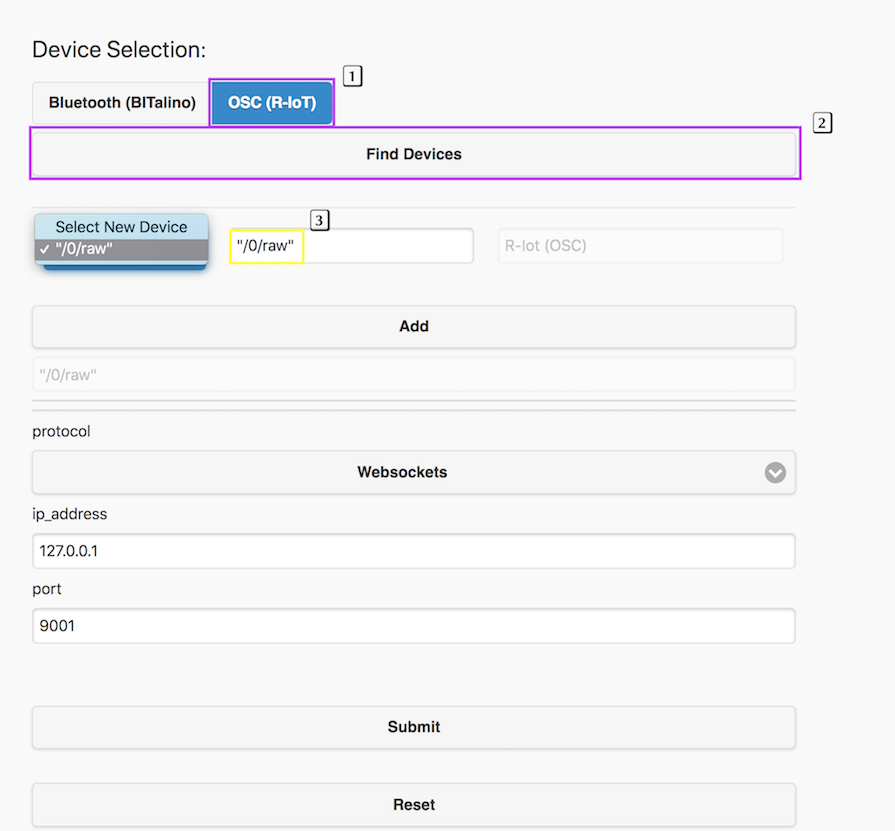 Device Selection:
1
Bluetooth (BITalino)
OSC (R-IoT)
2
Find Devices
3
Select New Device
✓ "/0/raw"
"/0/raw"
R-Iot (OSC)
Add
"/0/raw"
protocol
Websockets
ip_address
127.0.0.1
port
9001
Submit
Reset